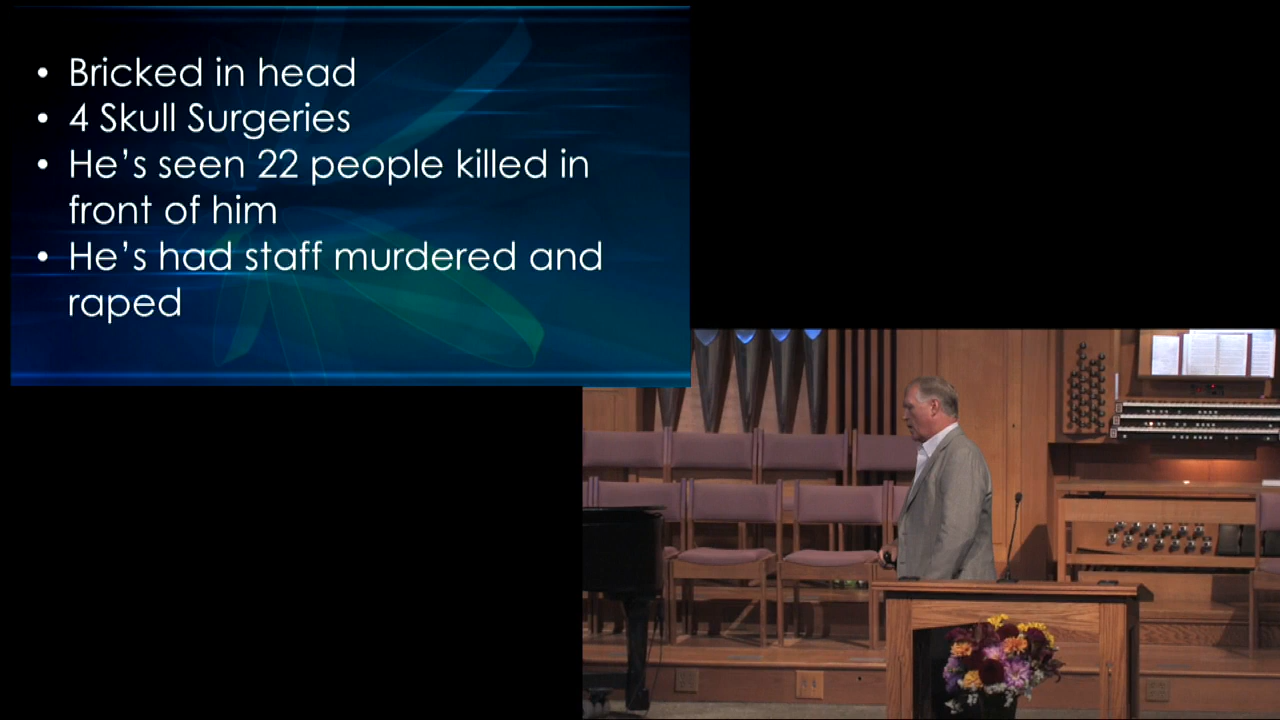 • Bricked in head
• 4 Skull Surgeries
• He's seen 22 people killed in
front of him
• He's had staff murdered and
raped